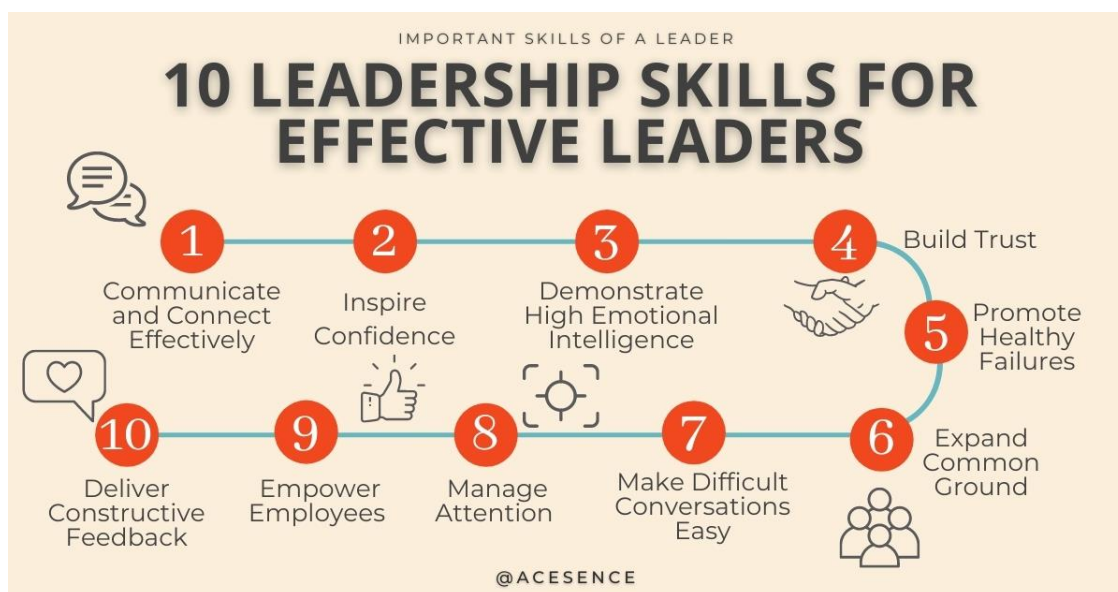 IMPORTANT SKILLS OF A LEADER
10 LEADERSHIP SKILLS FOR
EFFECTIVE LEADERS
1
Communicate
and Connect
Effectively
2
Inspire
Confidence
3
Demonstrate
High Emotional
Intelligence
4
Build Trust
5
Promote
Healthy
Failures
6
Expand
Common
Ground
7
Make Difficult
Conversations
Easy
8
Manage
Attention
9
Empower
Employees
10
Deliver
Constructive
Feedback
@ACESENCE